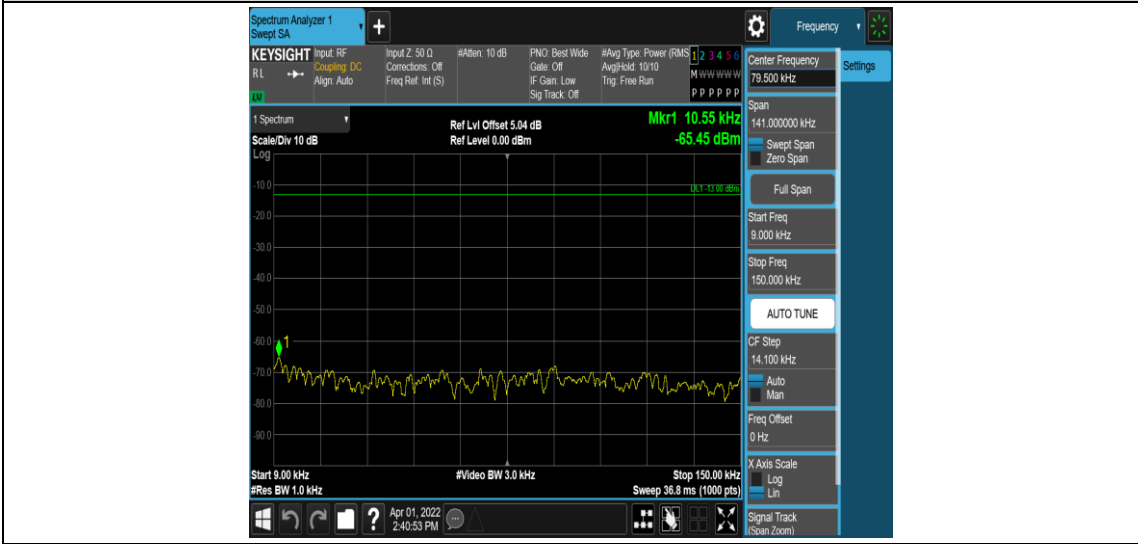 Spectrum Analyzer 1
Swept SA
+
Frequency
KEYSIGHT Input: RF Input Z: 50 Ω #Atten: 10 dB PNO: Best Wide #Avg Type: Power (RMS 1 2 3 4 5 6
RL Coupling: DC Corrections: Off Gate: Off Avg|Hold: 10/10 M W W W W W
Align: Auto Freq Ref: Int (S) IF Gain: Low Trig: Free Run
Sig Track: Off P P P P P P
Center Frequency
79.500 kHz
Settings
Span
141.000000 kHz
Swept Span
Zero Span
Full Span
Start Freq
9.000 kHz
Stop Freq
150.000 kHz
AUTO TUNE
CF Step
14.100 kHz
Auto
Man
Freq Offset
0 Hz
X Axis Scale
Log
Lin
Signal Track
(Span Zoom)
1 Spectrum
Ref Lvl Offset 5.04 dB
Mkr1 10.55 kHz
Scale/Div 10 dB
Ref Level 0.00 dBm
-65.45 dBm
Log
-10.0
DL1 -13.00 dBm
-20.0
-30.0
-40.0
-50.0
-60.0
1
-70.0
-80.0
-90.0
Start 9.00 kHz #Video BW 3.0 kHz Stop 150.00 kHz
#Res BW 1.0 kHz Sweep 36.8 ms (1000 pts)
? Apr 01, 2022
2:40:53 PM